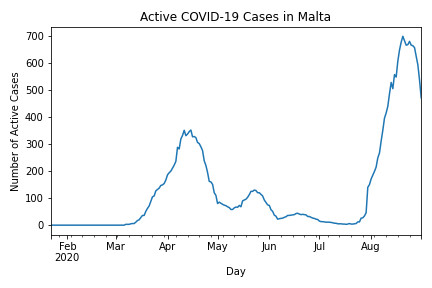 Active COVID-19 Cases in Malta
Number of Active Cases
700
600
500
400
300
200
100
0
Feb Mar Apr May Jun Jul Aug
2020
Day